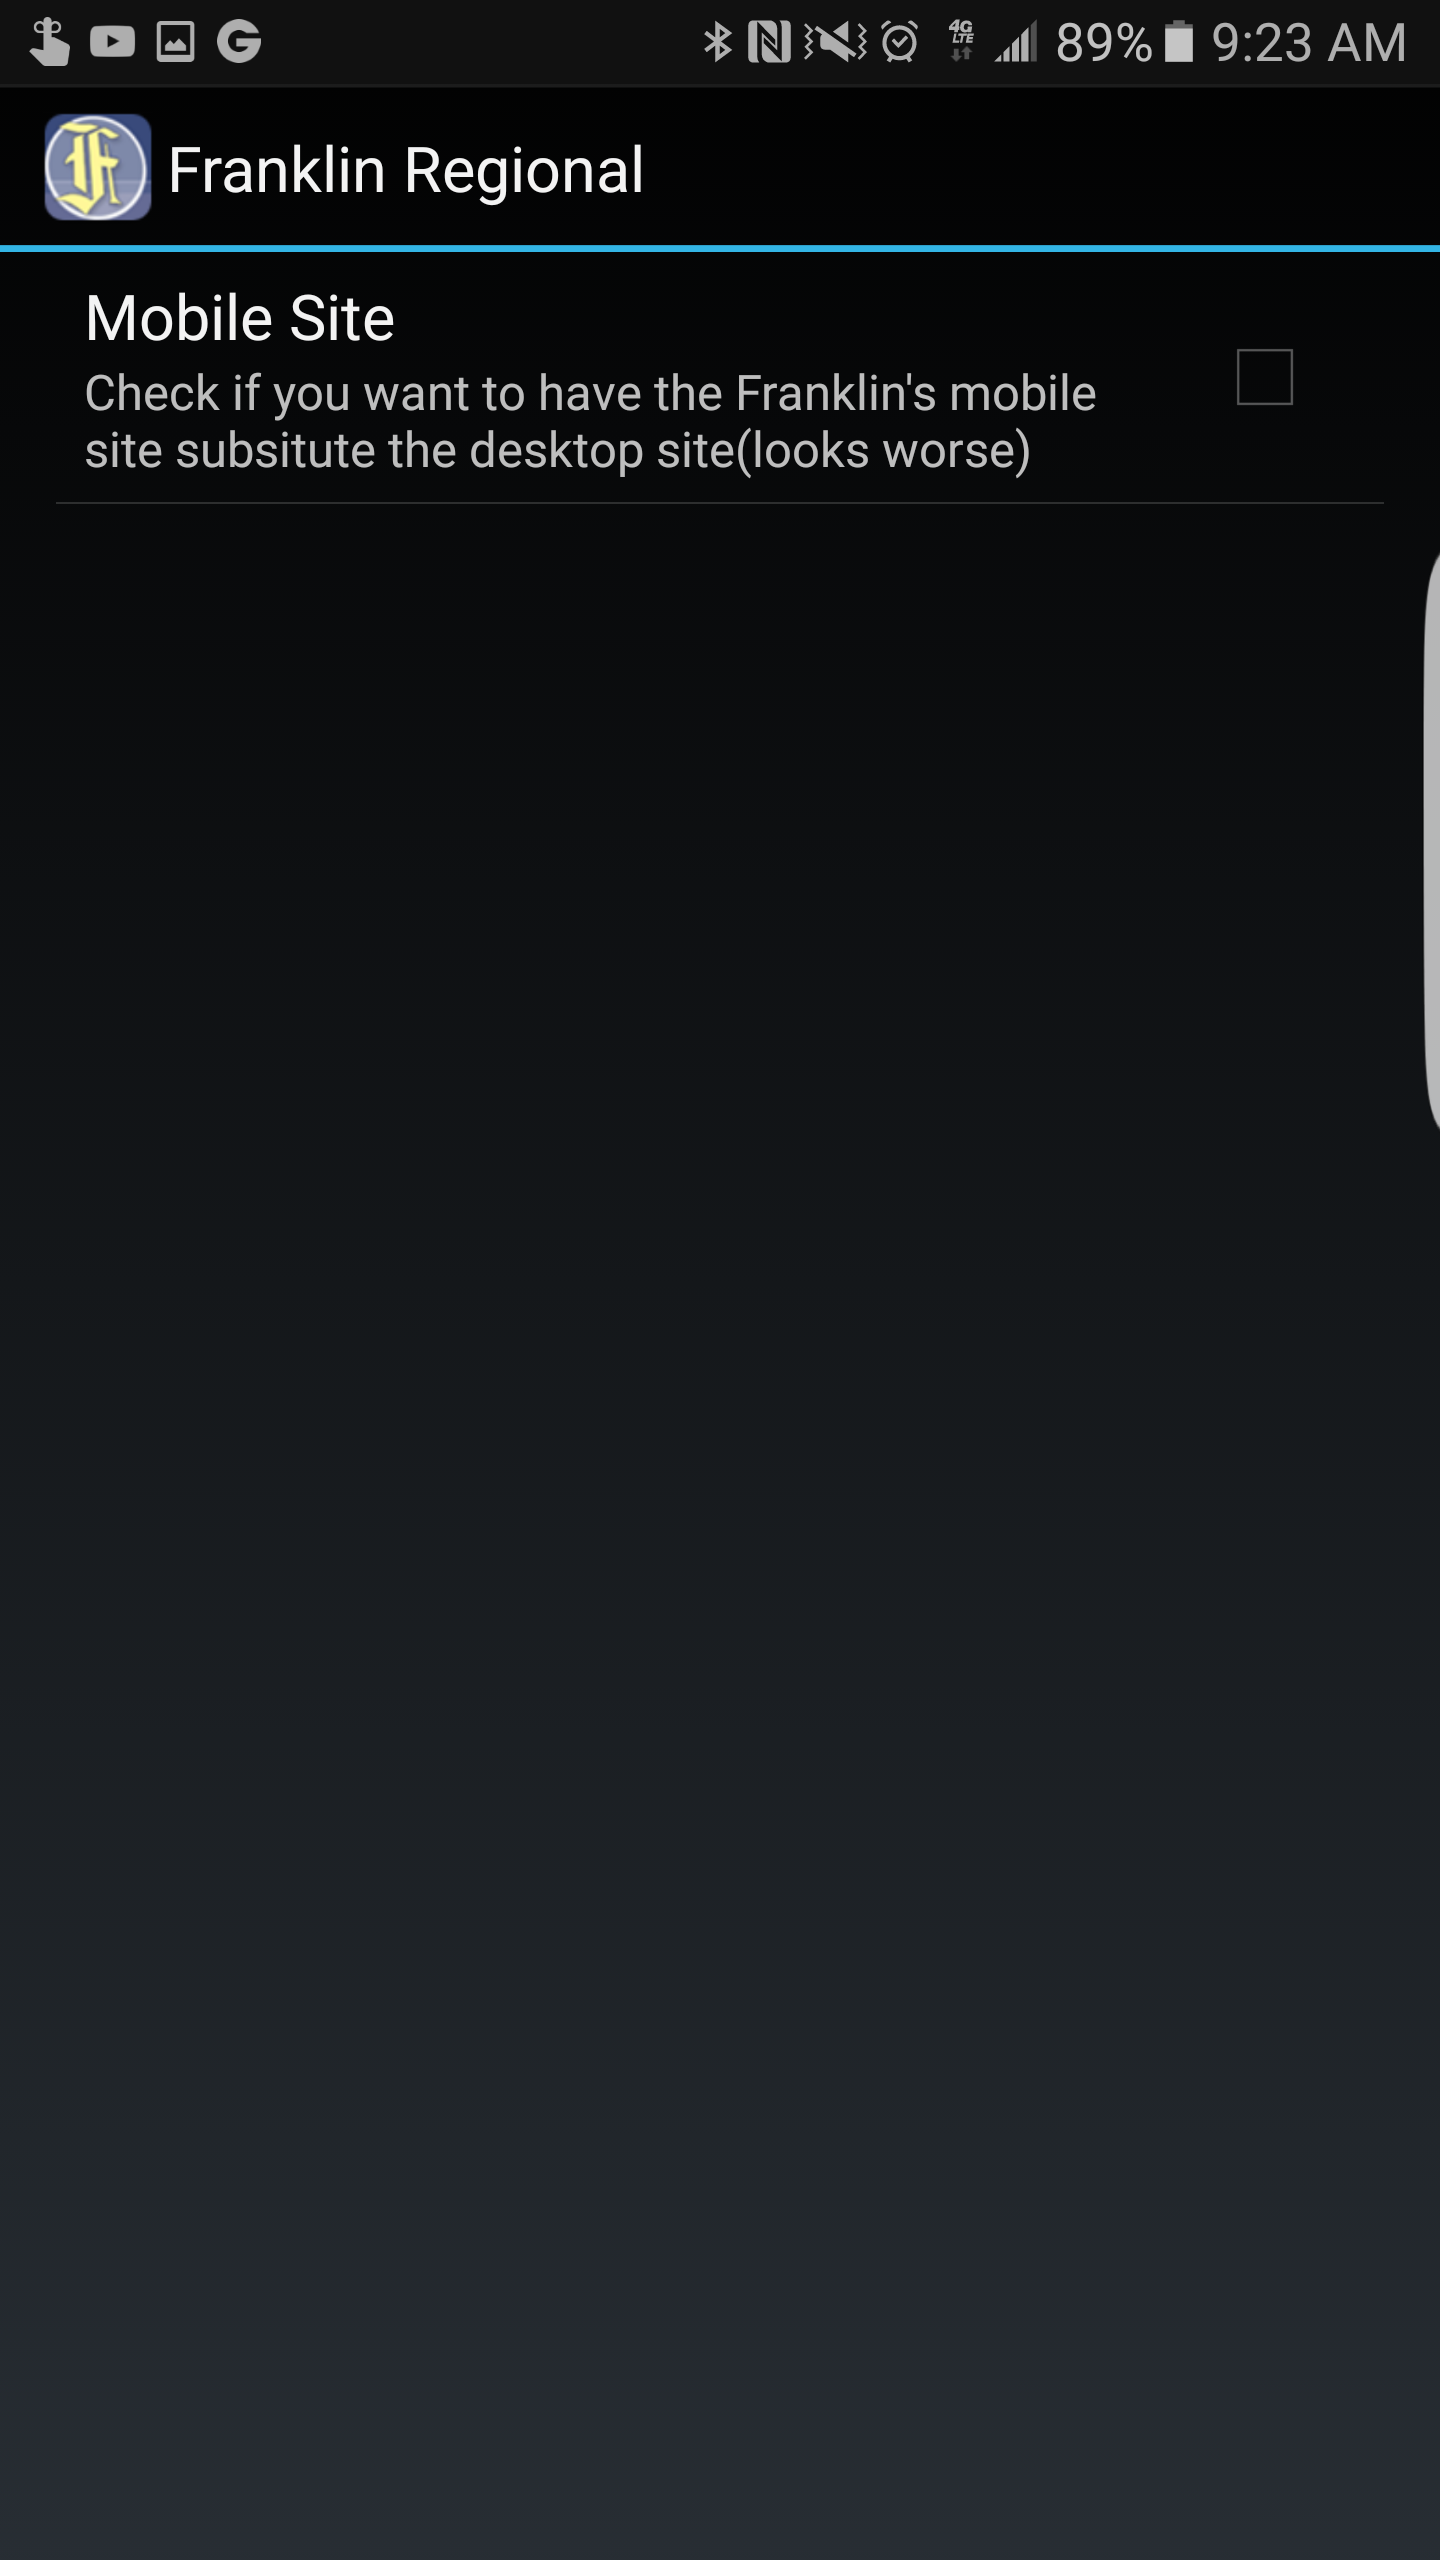 4G
LTE
89% 9:23 AM
F Franklin Regional
Mobile Site
Check if you want to have the Franklin's mobile
site subsitute the desktop site(looks worse)